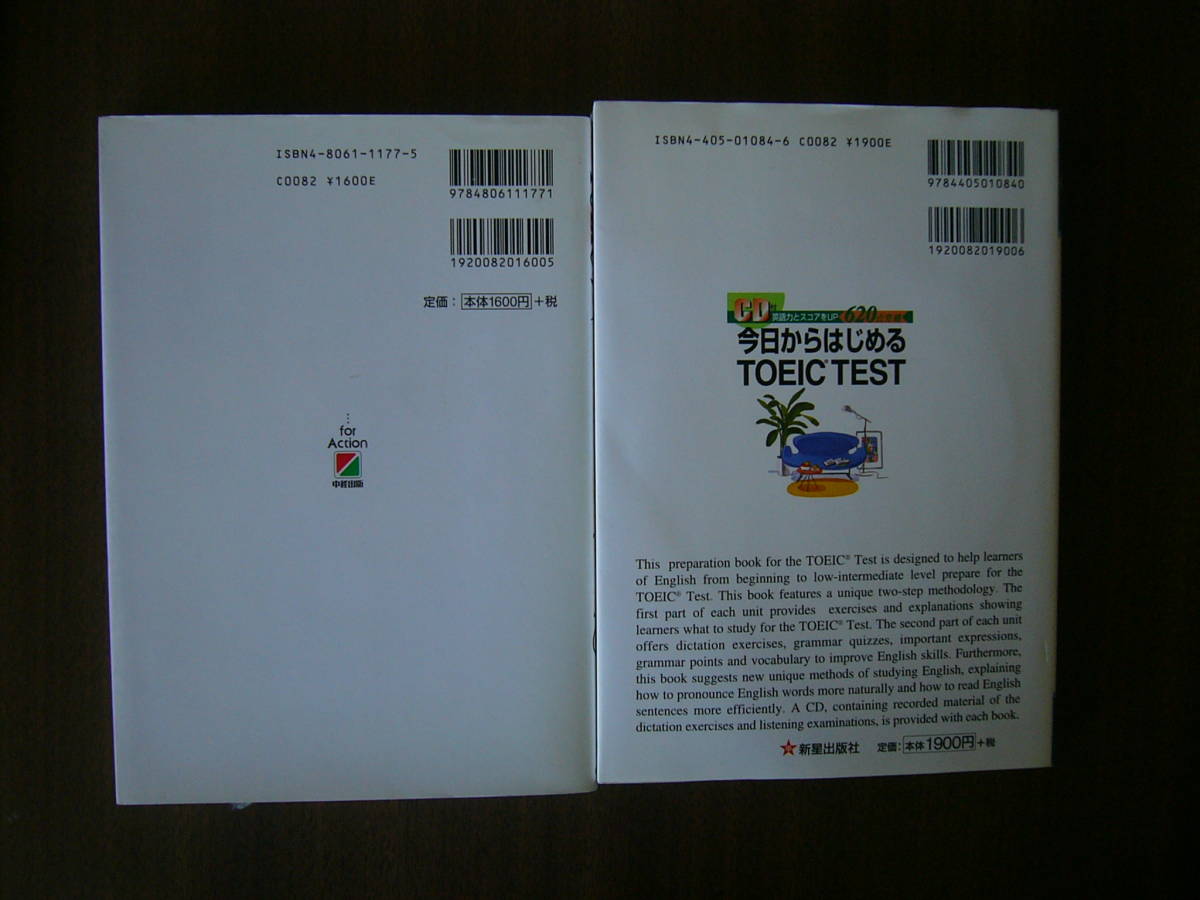 ISBN4-8061-1177-5
C0082 ¥1600E
9784806111771
1920082016005
定価：本体1600円+税
…for
Action
中経出版
ISBN4-405-01084-6 C0082 ¥1900E
9784405010840
1920082019006
CD付
英語力とスコアをUP 620
今日からはじめる
TOEIC® TEST
This preparation book for the TOEIC® Test is designed to help learners
of English from beginning to low-intermediate level prepare for the
TOEIC® Test. This book features a unique two-step methodology. The
first part of each unit provides exercises and explanations showing
learners what to study for the TOEIC® Test. The second part of each unit
offers dictation exercises, grammar quizzes, important expressions,
grammar points and vocabulary to improve English skills. Furthermore,
this book suggests new unique methods of studying English, explaining
how to pronounce English words more naturally and how to read English
sentences more efficiently. A CD, containing recorded material of the
dictation exercises and listening examinations, is provided with each book.
新星出版社 定価：本体1900円+税